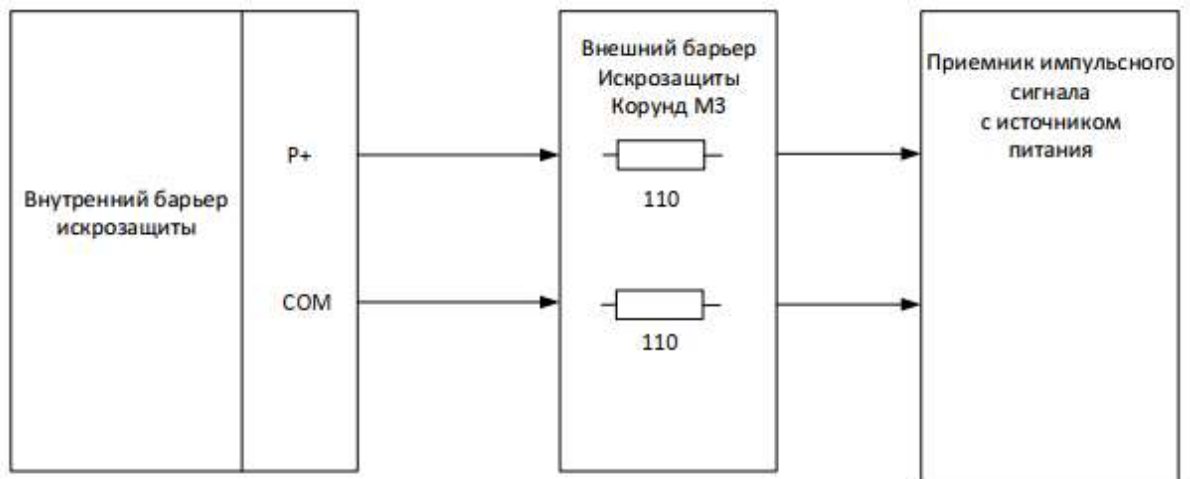 Внутренний барьер
искрозащиты
P+
COM
Внешний барьер
Искрозащиты
Корунд М3
110
110
Приемник импульсного
сигнала
с источником
питания